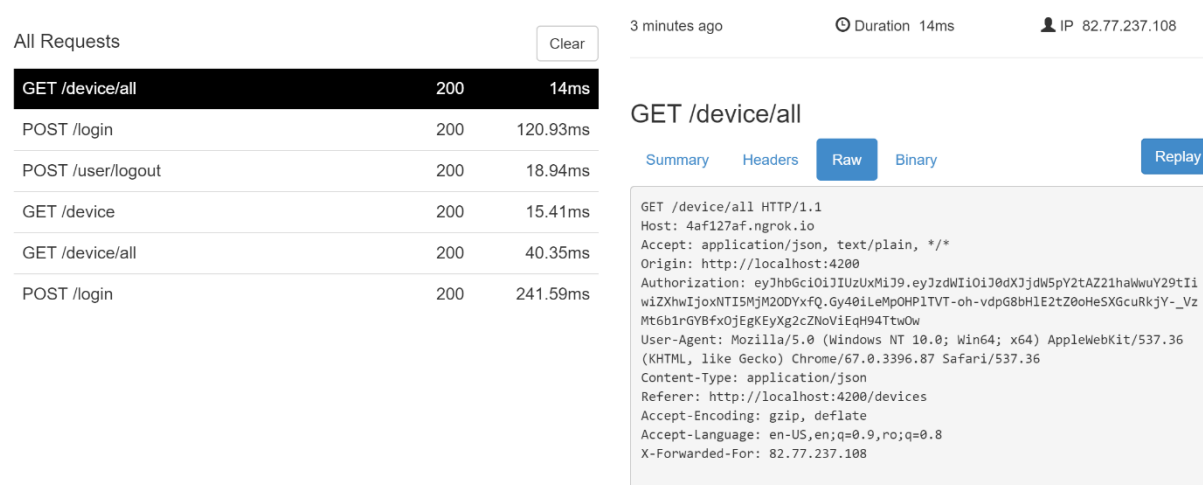 All Requests
Clear
GET /device/all 200 14ms
POST /login 200 120.93ms
POST /user/logout 200 18.94ms
GET /device 200 15.41ms
GET /device/all 200 40.35ms
POST /login 200 241.59ms
3 minutes ago Duration 14ms IP 82.77.237.108
GET /device/all
Summary Headers Raw Binary Replay
GET /device/all HTTP/1.1
Host: 4af127af.ngrok.io
Accept: application/json, text/plain, */*
Origin: http://localhost:4200
Authorization: eyJhbGciOiJIUzUxMiJ9.eyJzdWIiOiJ0dXJjdW5pY2tAZ21haWwuY29tIi
wiZXhwIjoxNTI5MjM2ODYxfQ.Gy40iLeMpOHPlTVT-oh-vdpG8bHlE2tZ0oHeSXGcuRkjY-_Vz
Mt6b1rGYBfxOjEgKEyXg2cZNoViEqH94TtwOw
User-Agent: Mozilla/5.0 (Windows NT 10.0; Win64; x64) AppleWebKit/537.36
(KHTML, like Gecko) Chrome/67.0.3396.87 Safari/537.36
Content-Type: application/json
Referer: http://localhost:4200/devices
Accept-Encoding: gzip, deflate
Accept-Language: en-US,en;q=0.9,ro;q=0.8
X-Forwarded-For: 82.77.237.108